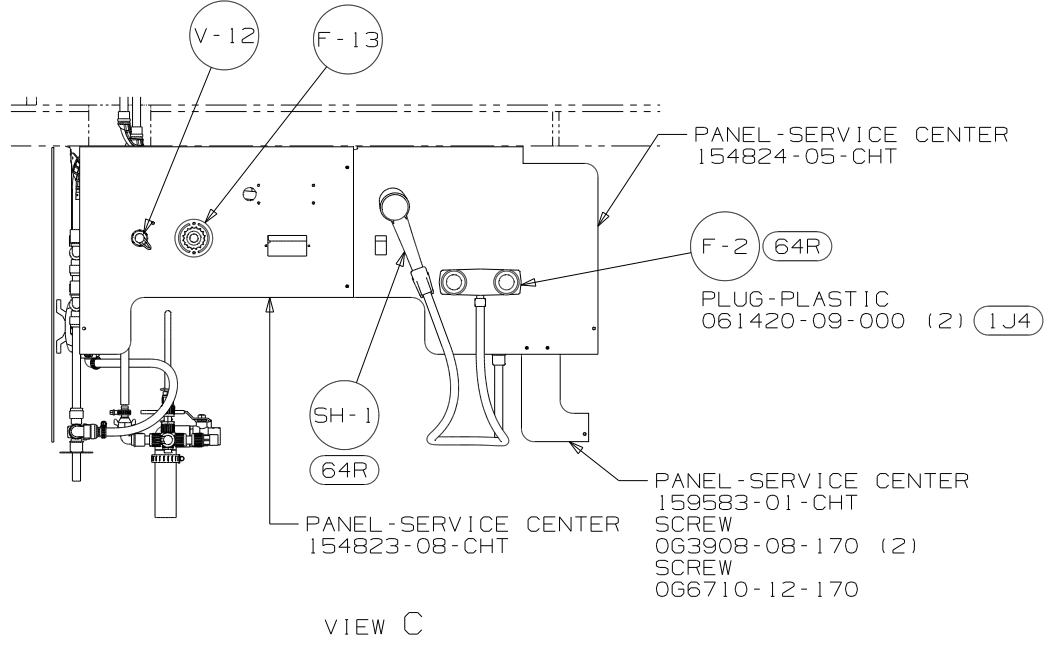 V-12
F-13
PANEL-SERVICE CENTER
154824-05-CHT
F-2
64R
PLUG-PLASTIC
061420-09-000 (2)
1J4
SH-1
64R
PANEL-SERVICE CENTER
154823-08-CHT
PANEL-SERVICE CENTER
159583-01-CHT
SCREW
0G3908-08-170 (2)
SCREW
0G6710-12-170
VIEW C